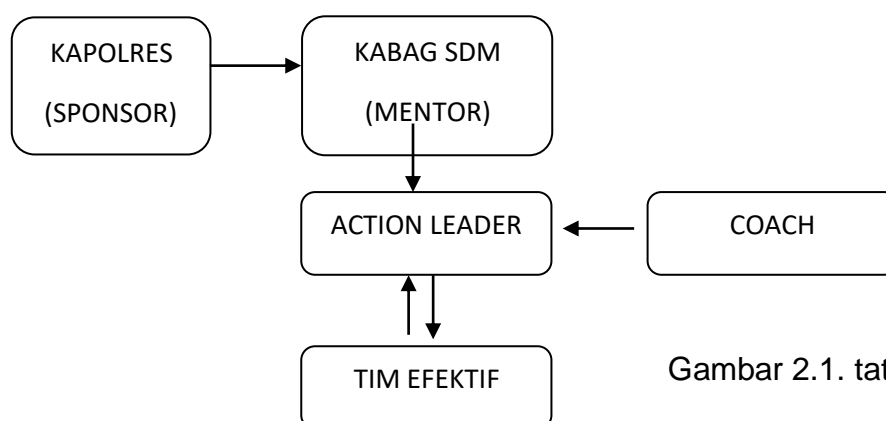 KAPOLRES
(SPONSOR)
KABAG SDM
(MENTOR)
ACTION LEADER
COACH
TIM EFEKTIF
Gambar 2.1.